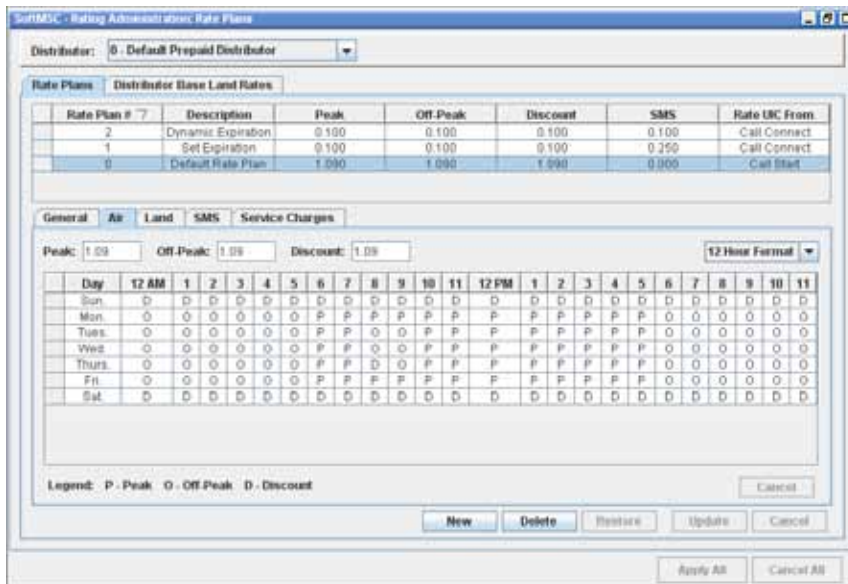 SoftMSC - Rating Administration: Rate Plans
Distributor: 0 - Default Prepaid Distributor
Rate Plans Distributor Base Land Rates
Rate Plan # Description Peak Off-Peak Discount SMS Rate UIC From
2 Dynamic Expiration 0.100 0.100 0.100 0.100 Call Connect
1 Set Expiration 0.100 0.100 0.100 0.250 Call Connect
0 Default Rate Plan 1.090 1.090 1.090 0.000 Call Start
General Air Land SMS Service Charges
Peak: 1.09 Off-Peak: 1.09 Discount: 1.09 12 Hour Format
Day 12 AM 1 2 3 4 5 6 7 8 9 10 11 12 PM 1 2 3 4 5 6 7 8 9 10 11
Sun. D D D D D D D D D D D D D D D D D D D D D D D D
Mon. O O O O O O P P P P P P P P P P P P O O O O O O
Tues. O O O O O O P P O O P P P P P P P P O O O O O O
Wed. O O O O O O P P O O P P P P P P P P O O O O O O
Thurs. O O O O O O P P D O P P P P P P P P O O O O O O
Fri. O O O O O O P P P P P P P P P P P P O O O O O O
Sat. D D D D D D D D D D D D D D D D D D D D D D D D
Legend: P - Peak O - Off-Peak D - Discount Cancel
New Delete Restore Update Cancel
Apply All Cancel All